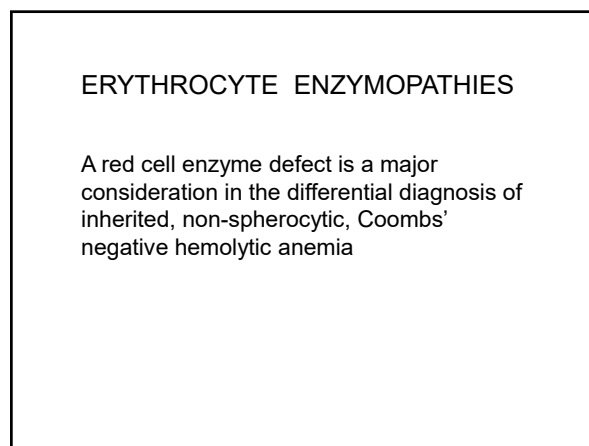 ERYTHROCYTE  ENZYMOPATHIES
A red cell enzyme defect is a major
consideration in the differential diagnosis of
inherited, non-spherocytic, Coombs’
negative hemolytic anemia